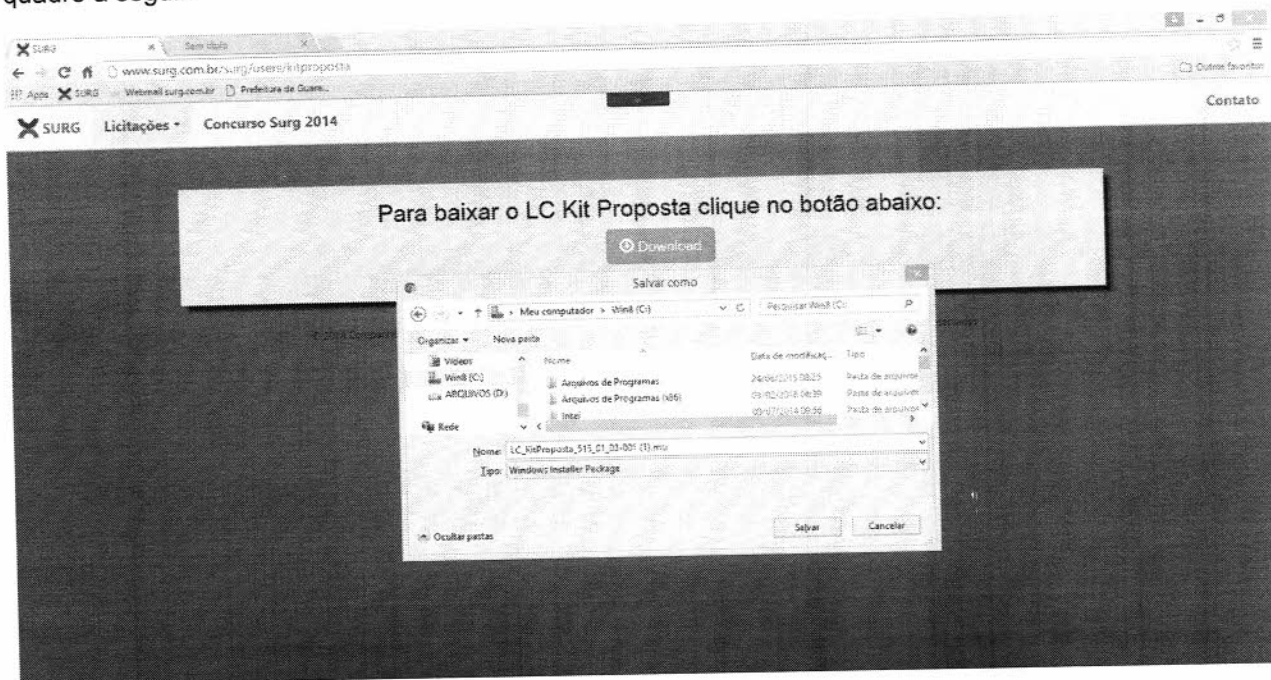 quadro a
SURG
Sem título
www.surg.com.br/surg/users/kitproposta
Outros favoritos
Apps SURG Webmail surg.com.br Prefeitura de Guara...
Contato
SURG Licitações Concurso Surg 2014
Para baixar o LC Kit Proposta clique no botão abaixo:
Download
Salvar como
Meu computador > Win8 (C:)
Pesquisar Win8 (C:)
Organizar Nova pasta
Vídeos
Win8 (C:)
ARQUIVOS (D:)
Rede
Nome Data de modificaç... Tipo
Arquivos de Programas Pasta de arquivos
Arquivos de Programas (x86) Pasta de arquivos
Intel Pasta de arquivos
Nome:
Tipo: Windows Installer Package
Ocultar pastas
Salvar Cancelar